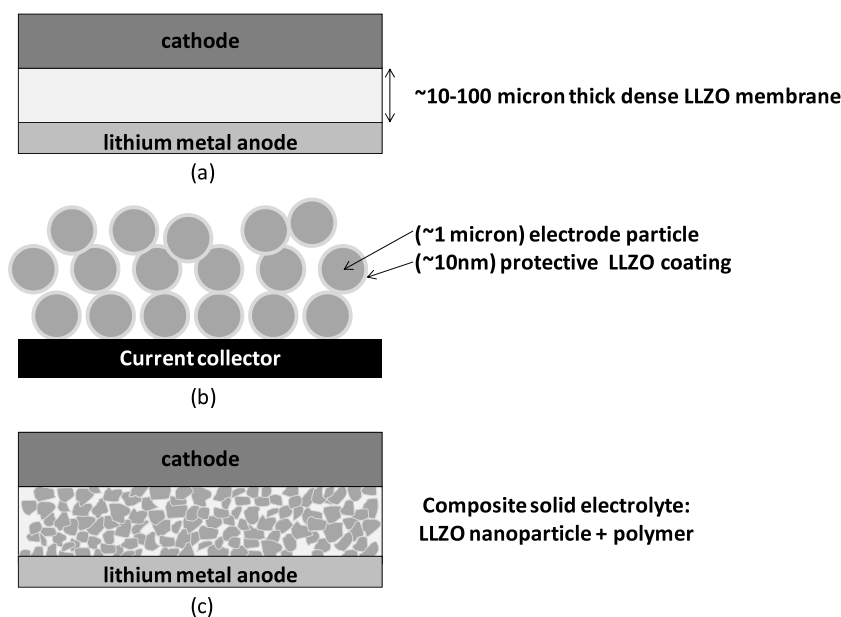 cathode
~10-100 micron thick dense LLZO membrane
lithium metal anode
(a)
(~1 micron) electrode particle
(~10nm) protective LLZO coating
Current collector
(b)
cathode
Composite solid electrolyte:
LLZO nanoparticle + polymer
lithium metal anode
(c)